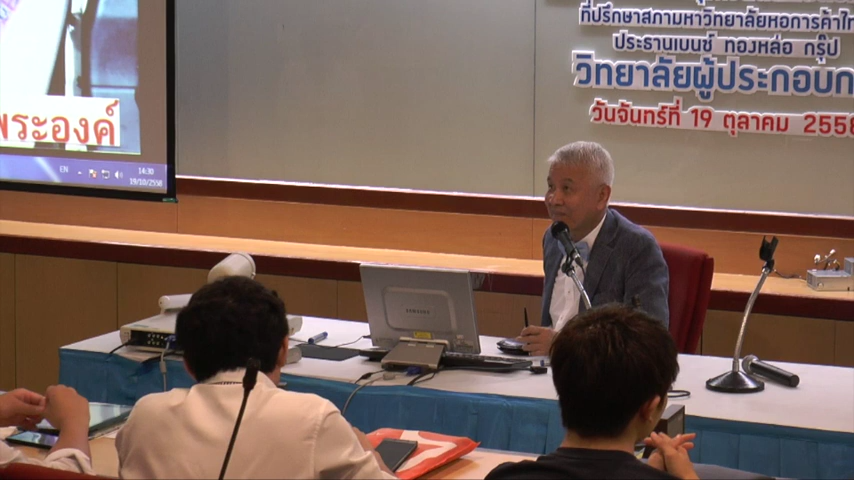 ที่ปรึกษาสภามหาวิทยาลัยหอการค้าไท
ประธานเบนซ์ ทองหล่อ กรุ๊ป
วิทยาลัยผู้ประกอบก
วันจันทร์ที่ 19 ตุลาคม 2558
พระองค์
EN
14:30
19/10/2558
SAMSUNG